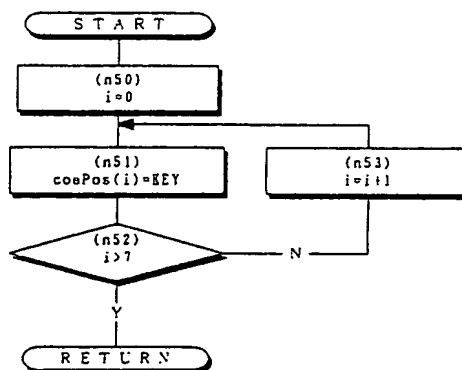 START
(n50)
i=0
(n51)
coePos(i)=KEY
(n53)
i=i+1
(n52)
i>7
N
Y
RETURN